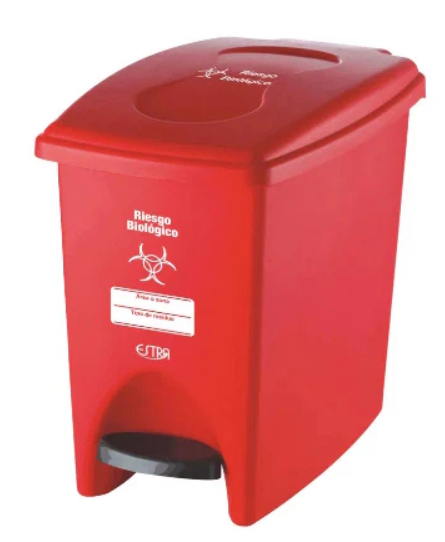 Riesgo
Biológico
Riesgo
Biológico
Área o zona
Tipo de residuo
ESTRA